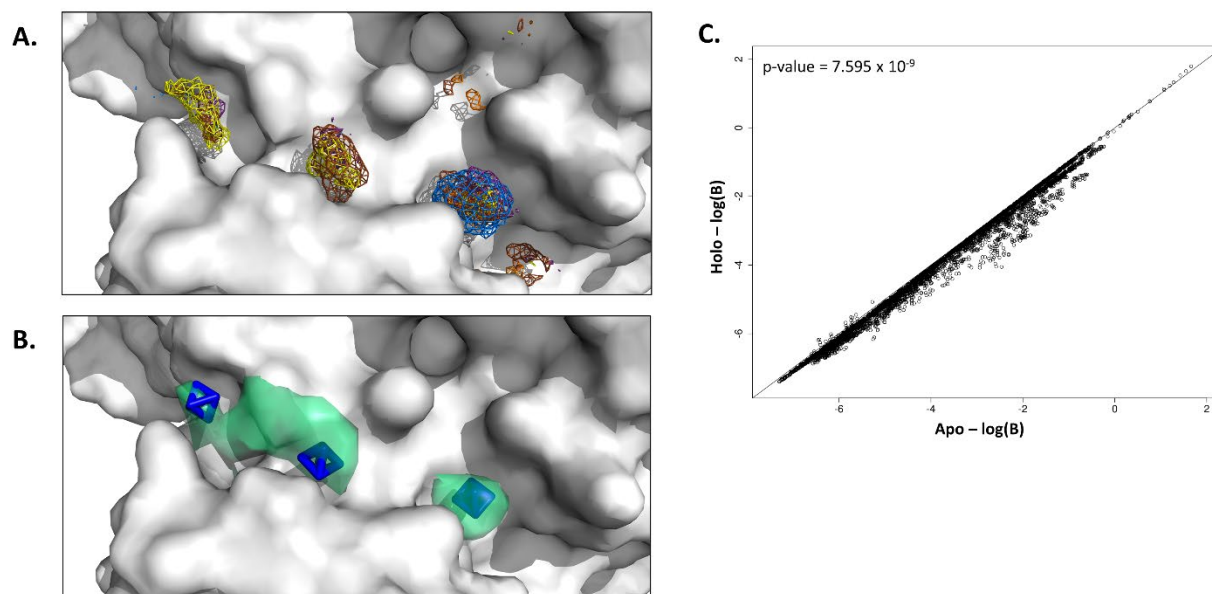 A.
B.
C.
p-value = 7.595 x 10-9
Holo – log(B)
2
0
-2
-4
-6
-6
-4
-2
0
2
Apo – log(B)